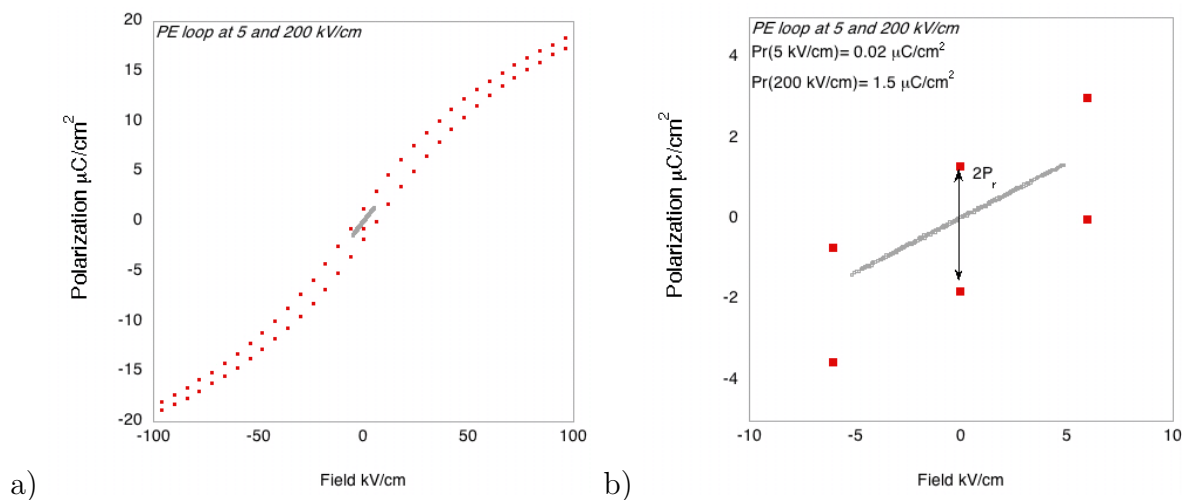 PE loop at 5 and 200 kV/cm
20
15
10
5
0
-5
-10
-15
-20
-100
-50
0
50
100
Polarization μC/cm²
Field kV/cm
a)
PE loop at 5 and 200 kV/cm
Pr(5 kV/cm)= 0.02 μC/cm²
Pr(200 kV/cm)= 1.5 μC/cm²
2Pᵣ
4
2
0
-2
-4
-10
-5
0
5
10
Polarization μC/cm²
Field kV/cm
b)